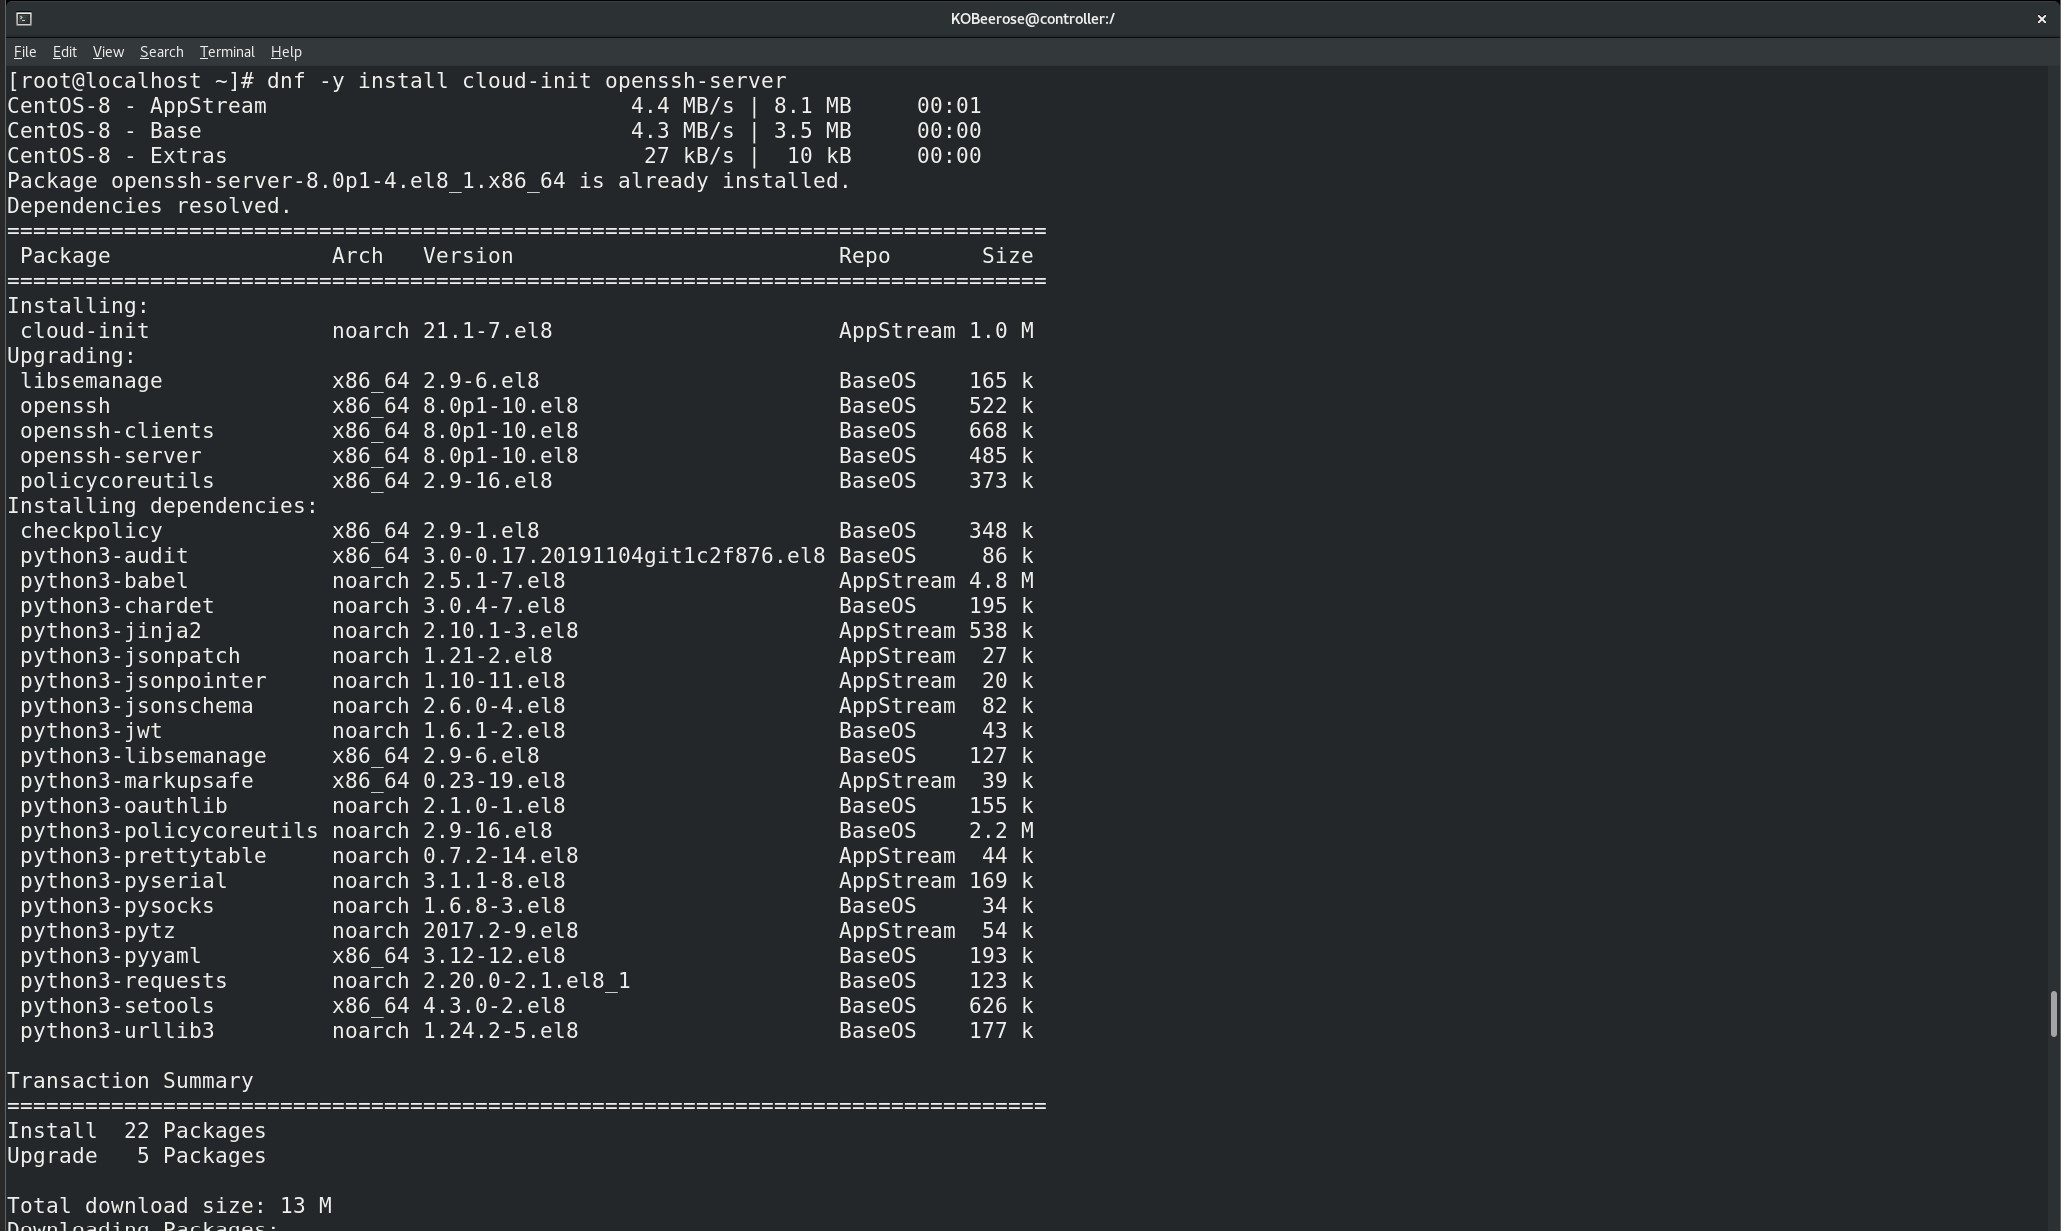 KOBeerose@controller:/
File Edit View Search Terminal Help
[root@localhost ~]# dnf -y install cloud-init openssh-server
CentOS-8 - AppStream                            4.4 MB/s | 8.1 MB     00:01
CentOS-8 - Base                                 4.3 MB/s | 3.5 MB     00:00
CentOS-8 - Extras                                27 kB/s |  10 kB     00:00
Package openssh-server-8.0p1-4.el8_1.x86_64 is already installed.
Dependencies resolved.
================================================================================
 Package                 Arch   Version                         Repo       Size
================================================================================
Installing:
 cloud-init              noarch 21.1-7.el8                      AppStream 1.0 M
Upgrading:
 libsemanage             x86_64 2.9-6.el8                       BaseOS    165 k
 openssh                 x86_64 8.0p1-10.el8                    BaseOS    522 k
 openssh-clients         x86_64 8.0p1-10.el8                    BaseOS    668 k
 openssh-server          x86_64 8.0p1-10.el8                    BaseOS    485 k
 policycoreutils         x86_64 2.9-16.el8                      BaseOS    373 k
Installing dependencies:
 checkpolicy             x86_64 2.9-1.el8                       BaseOS    348 k
 python3-audit           x86_64 3.0-0.17.20191104git1c2f876.el8 BaseOS     86 k
 python3-babel           noarch 2.5.1-7.el8                     AppStream 4.8 M
 python3-chardet         noarch 3.0.4-7.el8                     BaseOS    195 k
 python3-jinja2          noarch 2.10.1-3.el8                    AppStream 538 k
 python3-jsonpatch       noarch 1.21-2.el8                      AppStream  27 k
 python3-jsonpointer     noarch 1.10-11.el8                     AppStream  20 k
 python3-jsonschema      noarch 2.6.0-4.el8                     AppStream  82 k
 python3-jwt             noarch 1.6.1-2.el8                     BaseOS     43 k
 python3-libsemanage     x86_64 2.9-6.el8                       BaseOS    127 k
 python3-markupsafe      x86_64 0.23-19.el8                     AppStream  39 k
 python3-oauthlib        noarch 2.1.0-1.el8                     BaseOS    155 k
 python3-policycoreutils noarch 2.9-16.el8                      BaseOS    2.2 M
 python3-prettytable     noarch 0.7.2-14.el8                    AppStream  44 k
 python3-pyserial        noarch 3.1.1-8.el8                     AppStream 169 k
 python3-pysocks         noarch 1.6.8-3.el8                     BaseOS     34 k
 python3-pytz            noarch 2017.2-9.el8                    AppStream  54 k
 python3-pyyaml          x86_64 3.12-12.el8                     BaseOS    193 k
 python3-requests        noarch 2.20.0-2.1.el8_1                BaseOS    123 k
 python3-setools         x86_64 4.3.0-2.el8                     BaseOS    626 k
 python3-urllib3         noarch 1.24.2-5.el8                    BaseOS    177 k
Transaction Summary
================================================================================
Install  22 Packages
Upgrade   5 Packages
Total download size: 13 M
Downloading Packages: